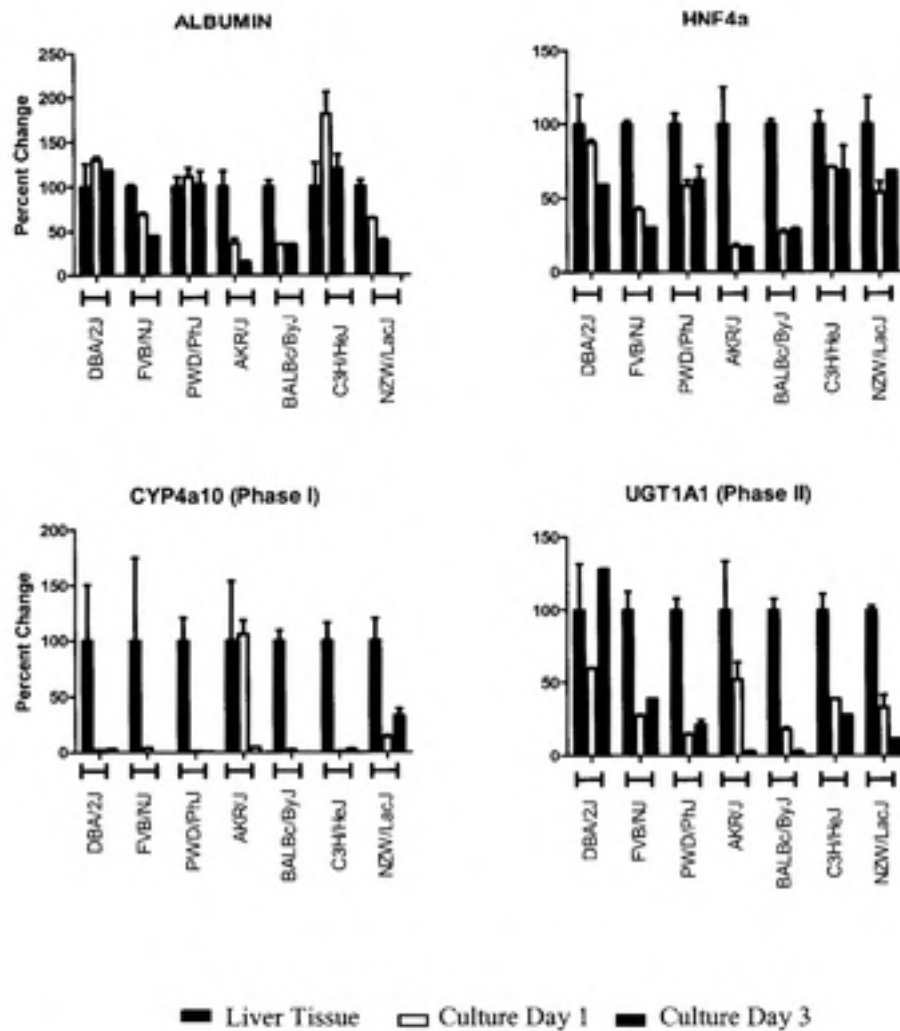 ALBUMIN
Percent Change
250
200
150
100
50
0
DBA/2J
FVB/NJ
PWD/PhJ
AKR/J
BALBc/ByJ
C3H/HeJ
NZW/LacJ
HNF4a
150
100
50
0
DBA/2J
FVB/NJ
PWD/PhJ
AKR/J
BALBc/ByJ
C3H/HeJ
NZW/LacJ
CYP4a10 (Phase I)
Percent Change
200
150
100
50
0
DBA/2J
FVB/NJ
PWD/PhJ
AKR/J
BALBc/ByJ
C3H/HeJ
NZW/LacJ
UGT1A1 (Phase II)
150
100
50
0
DBA/2J
FVB/NJ
PWD/PhJ
AKR/J
BALBc/ByJ
C3H/HeJ
NZW/LacJ
Liver Tissue Culture Day 1 Culture Day 3